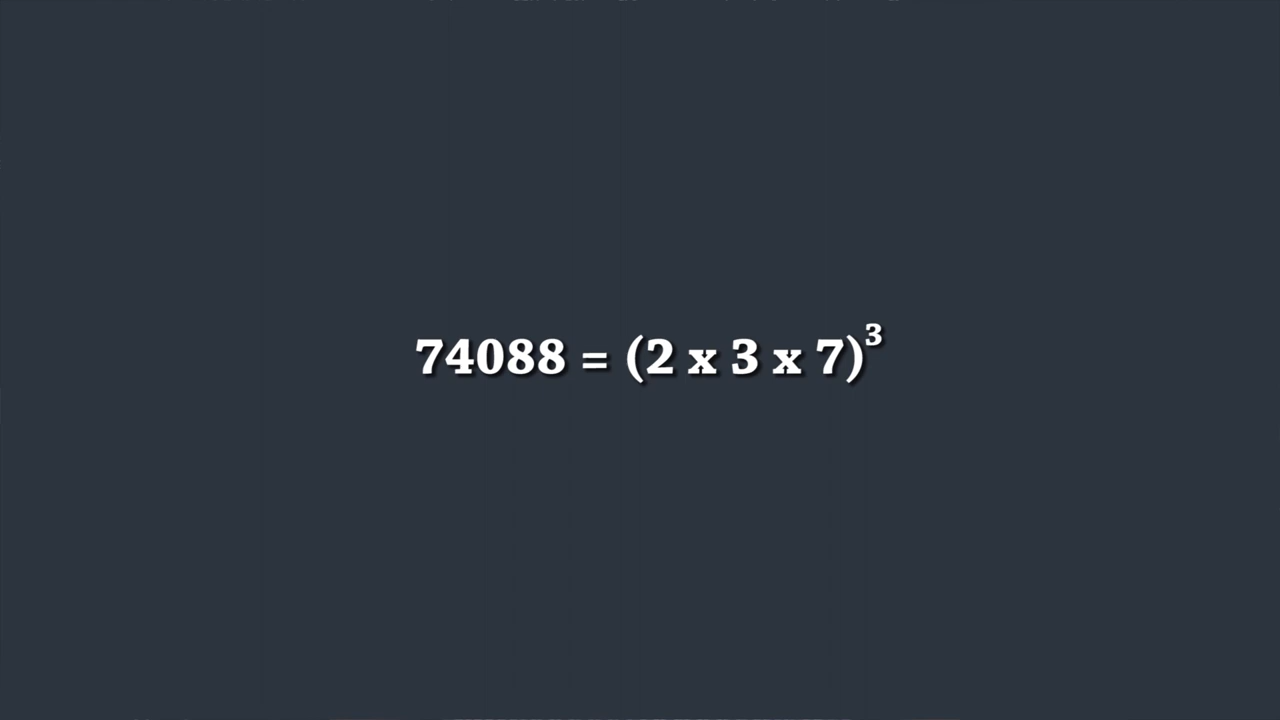 74088 = (2 x 3 x 7)³